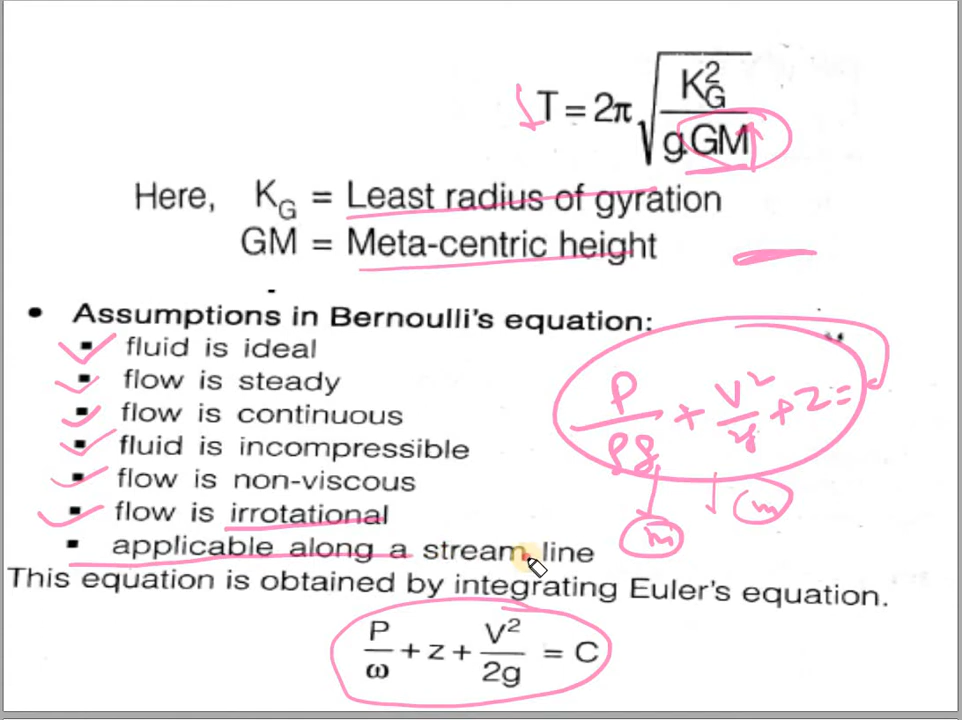 ↓T = 2π √(K_G² / g.GM)↑
Here, K_G = Least radius of gyration
GM = Meta-centric height
• Assumptions in Bernoulli's equation:
▪ fluid is ideal
▪ flow is steady
▪ flow is continuous
▪ fluid is incompressible
▪ flow is non-viscous
▪ flow is irrotational
▪ applicable along a stream line
P/ρg + V²/ + z =
m m
This equation is obtained by integrating Euler's equation.
P/ω + z + V²/2g = C